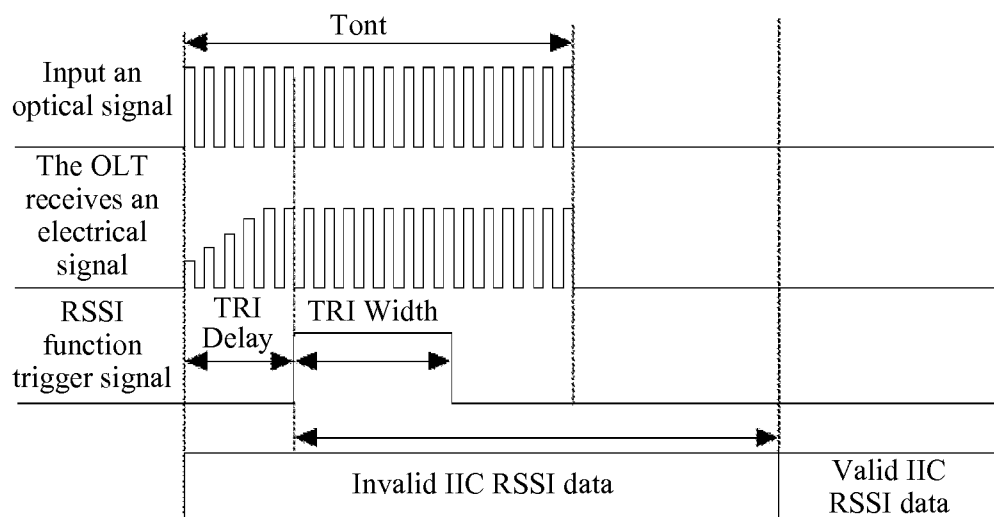 Tont
Input an
optical signal
The OLT
receives an
electrical
signal
RSSI
function
trigger signal
TRI
Delay
TRI Width
Invalid IIC RSSI data
Valid IIC
RSSI data